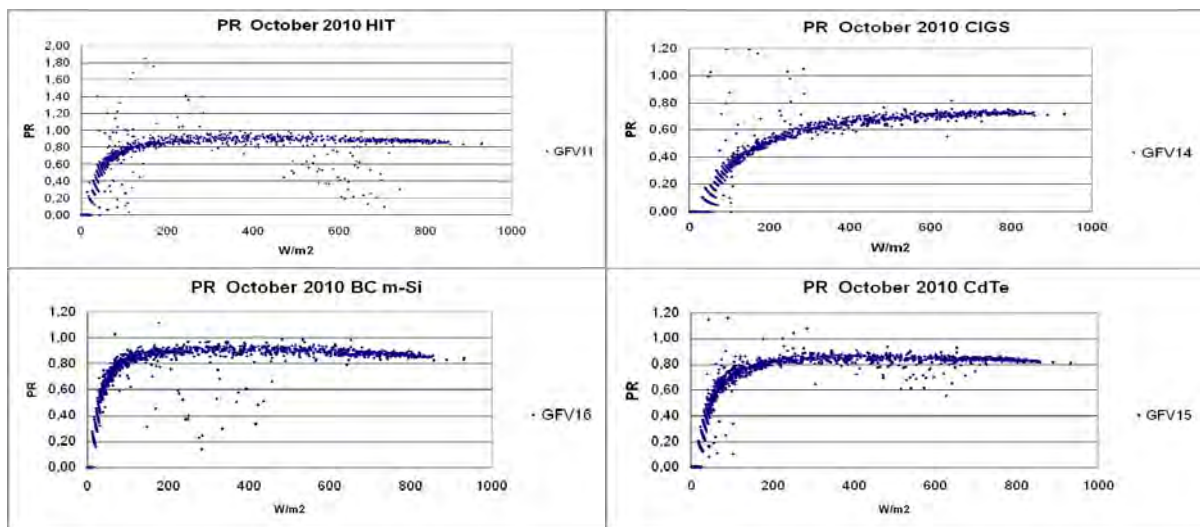 PR October 2010 HIT
2,00
1,80
1,60
1,40
1,20
1,00
0,80
0,60
0,40
0,20
0,00
PR
0 200 400 600 800 1000
W/m2
GFV11
PR October 2010 CIGS
1,20
1,00
0,80
0,60
0,40
0,20
0,00
PR
0 200 400 600 800 1000
W/m2
GFV14
PR October 2010 BC m-Si
1,20
1,00
0,80
0,60
0,40
0,20
0,00
PR
0 200 400 600 800 1000
W/m2
GFV16
PR October 2010 CdTe
1,20
1,00
0,80
0,60
0,40
0,20
0,00
PR
0 200 400 600 800 1000
W/m2
GFV15